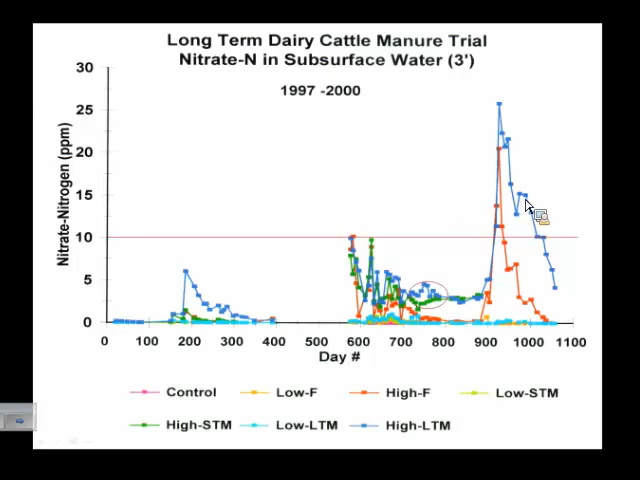 Long Term Dairy Cattle Manure Trial
Nitrate-N in Subsurface Water (3')
1997 -2000
Nitrate-Nitrogen (ppm)
30
25
20
15
10
5
0
0 100 200 300 400 500 600 700 800 900 1000 1100
Day #
Control Low-F High-F Low-STM
High-STM Low-LTM High-LTM